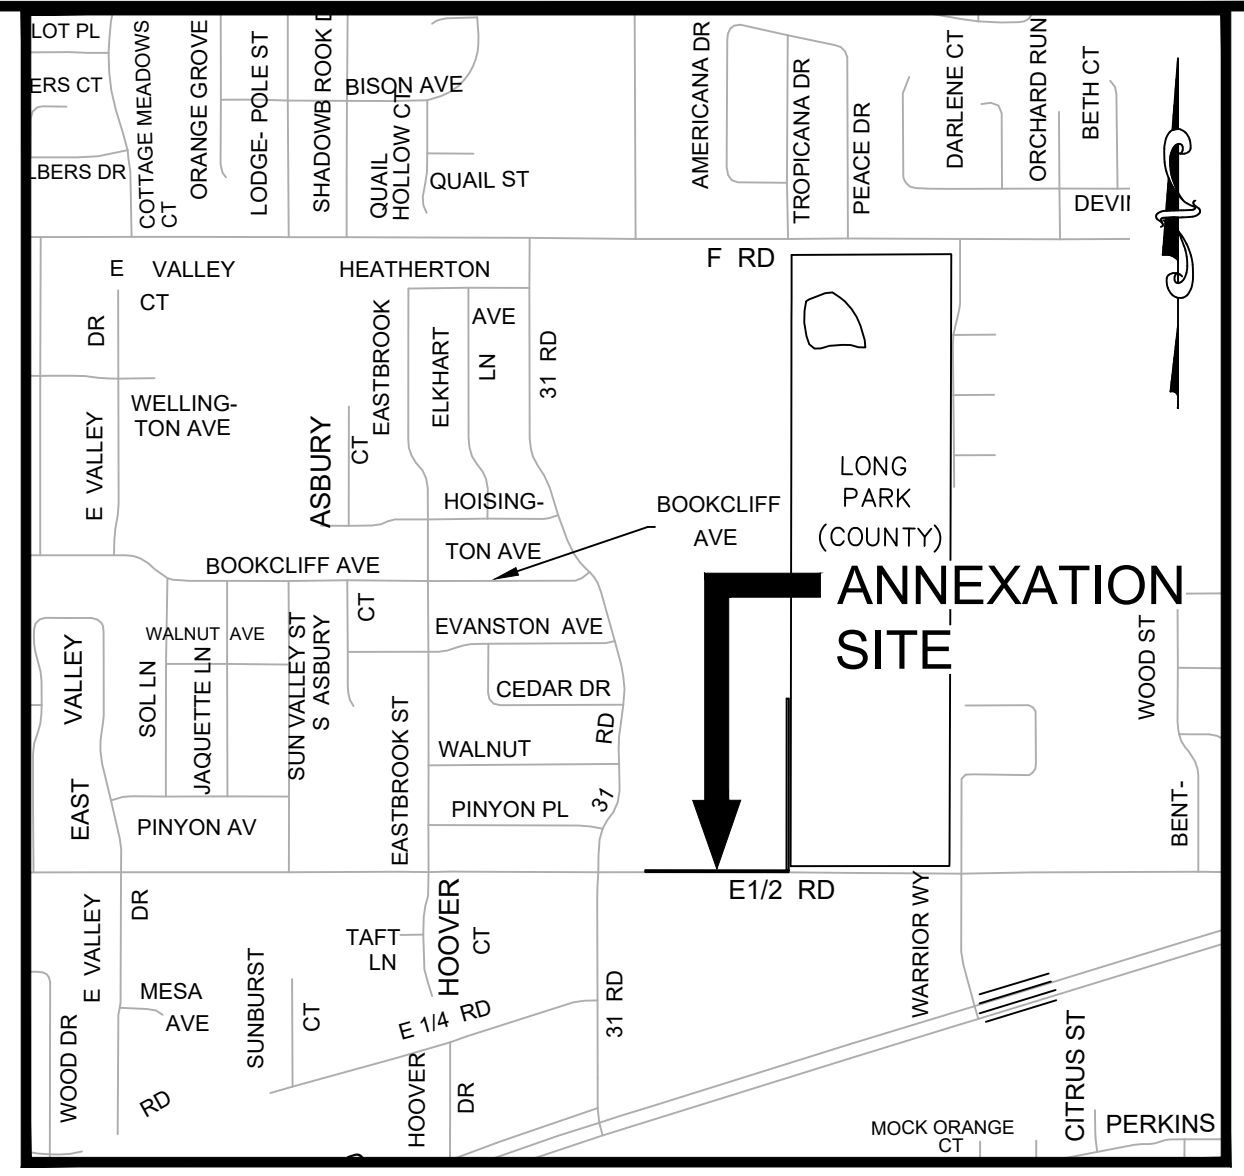 LOT PL
ERS CT
LBERS DR
COTTAGE MEADOWS
CT
ORANGE GROVE
LODGE- POLE ST
SHADOWB ROOK
BISON AVE
QUAIL
HOLLOW CT
QUAIL ST
AMERICANA DR
TROPICANA DR
PEACE DR
DARLENE CT
ORCHARD RUN
BETH CT
DEVI
F RD
E VALLEY
CT
DR
HEATHERTON
AVE
EASTBROOK
ELKHART
LN
31 RD
WELLING-
TON AVE
E VALLEY
ASBURY
CT
HOISING-
TON AVE
BOOKCLIFF
AVE
LONG
PARK
(COUNTY)
BOOKCLIFF AVE
ANNEXATION
SITE
EVANSTON AVE
CT
S ASBURY
SUN VALLEY ST
WALNUT AVE
SOL LN
JAQUETTE LN
VALLEY
EAST
CEDAR DR
RD
31
WALNUT
EASTBROOK ST
PINYON PL
PINYON AV
WOOD ST
BENT-
E1/2 RD
E VALLEY
DR
TAFT
LN
HOOVER
CT
WARRIOR WY
MESA
AVE
SUNBURST
CT
E 1/4 RD
31 RD
WOOD DR
RD
HOOVER
DR
CITRUS ST
MOCK ORANGE
CT
PERKINS